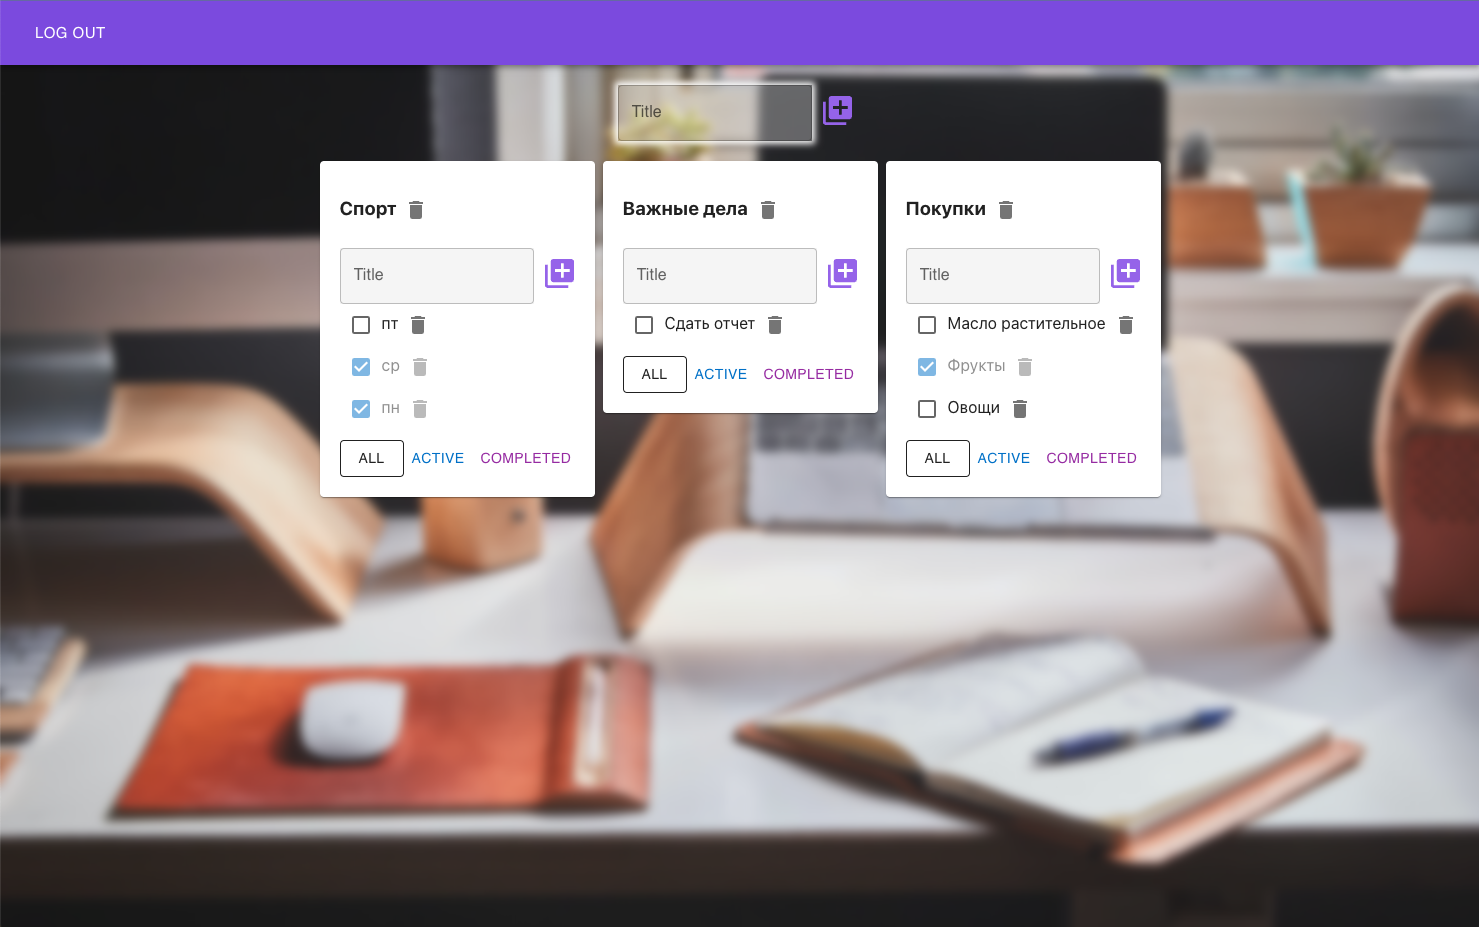 LOG OUT
Title
Спорт
Title
пт
ср
пн
ALL ACTIVE COMPLETED
Важные дела
Title
Сдать отчет
ALL ACTIVE COMPLETED
Покупки
Title
Масло растительное
Фрукты
Овощи
ALL ACTIVE COMPLETED